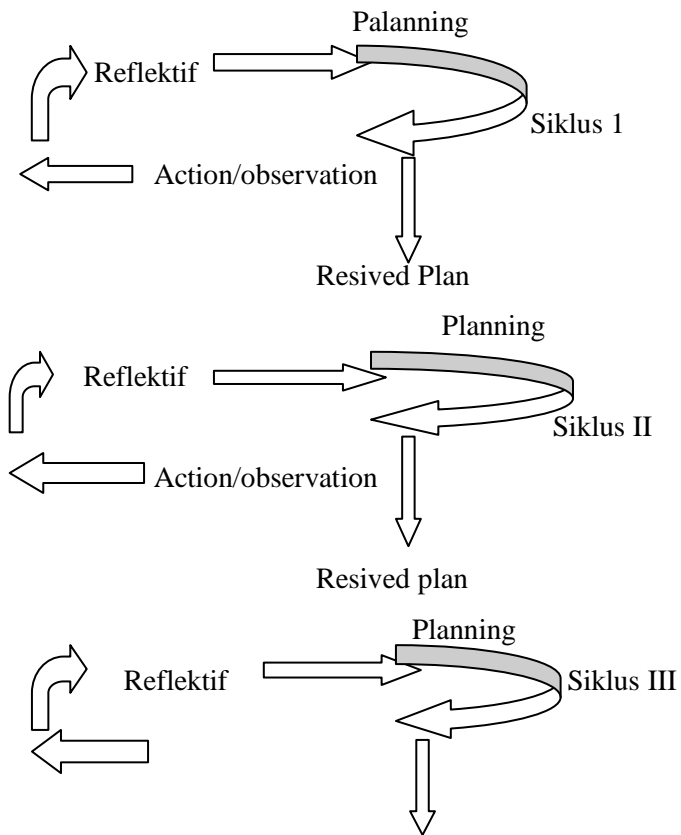 Palanning
Reflektif
Siklus 1
Action/observation
Resived Plan
Planning
Reflektif
Siklus II
Action/observation
Resived plan
Planning
Reflektif
Siklus III